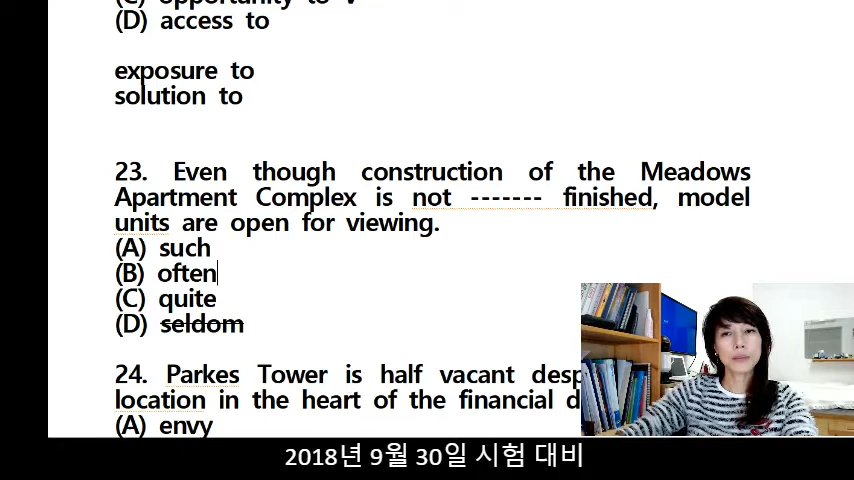 (C) opportunity to V
(D) access to
exposure to
solution to
23. Even though construction of the Meadows
Apartment Complex is not ------- finished, model
units are open for viewing.
(A) such
(B) often
(C) quite
(D) seldom
24. Parkes Tower is half vacant desp
location in the heart of the financial d
(A) envy
2018년 9월 30일 시험 대비